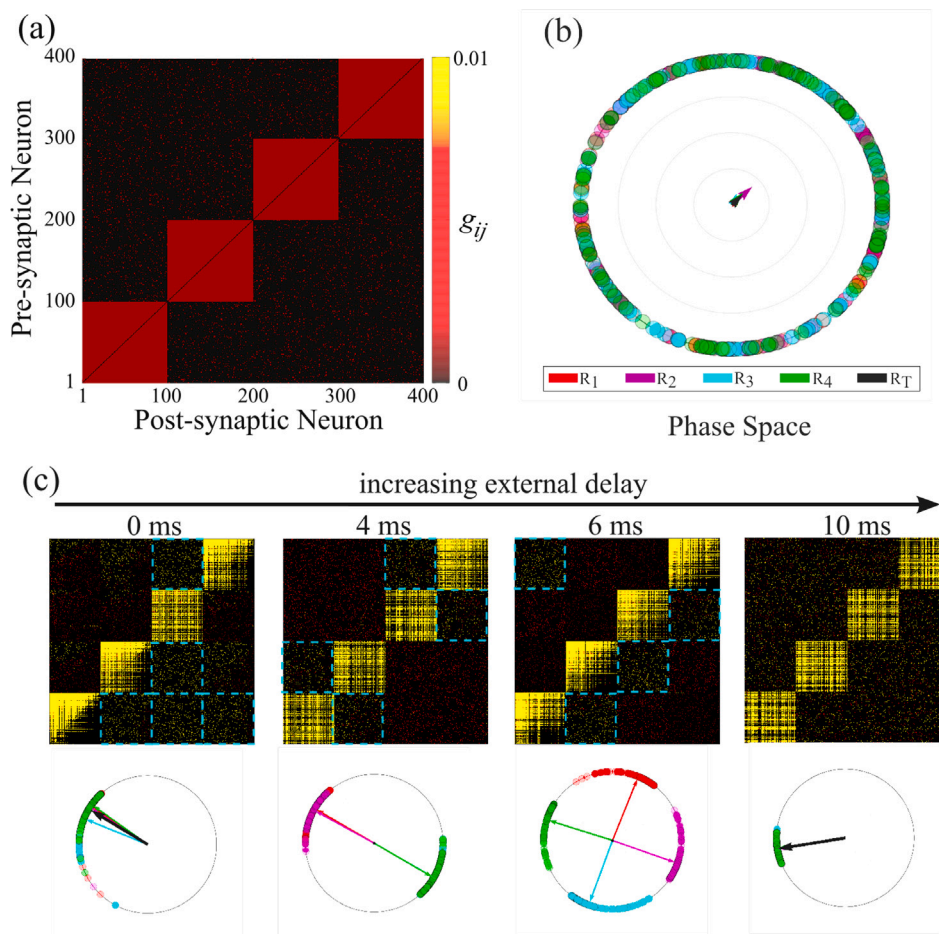 (a)
400
300
200
100
1
Pre-synaptic Neuron
1 100 200 300 400
Post-synaptic Neuron
0.01
g_ij
0
(b)
R1 R2 R3 R4 RT
Phase Space
(c)
increasing external delay
0 ms 4 ms 6 ms 10 ms